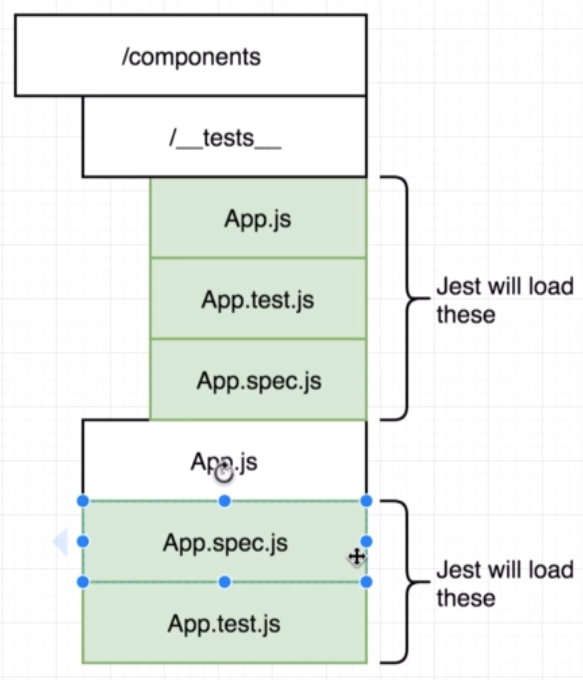 /components
/__tests__
App.js
App.test.js
Jest will load
these
App.spec.js
App.js
App.spec.js
Jest will load
these
App.test.js